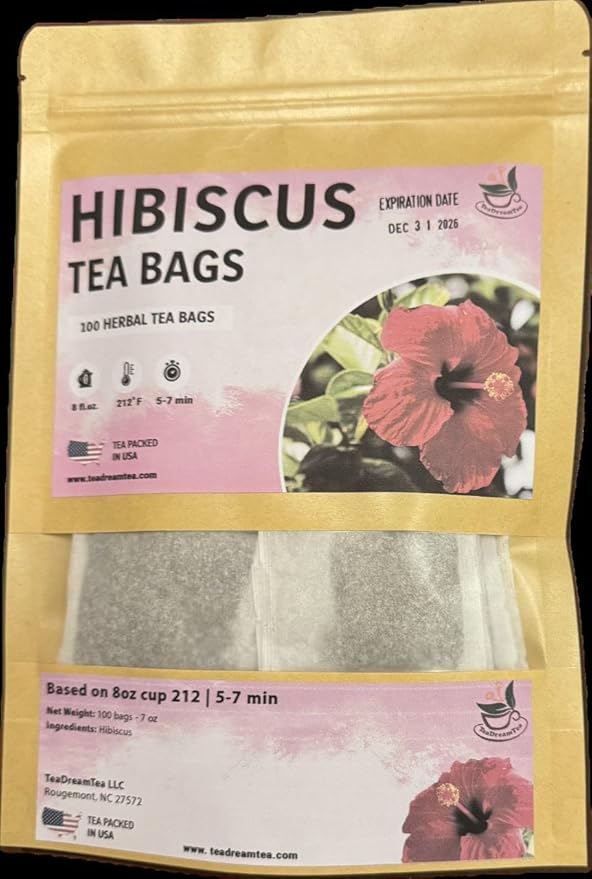 HIBISCUS
TEA BAGS
EXPIRATION DATE
DEC 3 1 2026
TeaDreamTea
100 HERBAL TEA BAGS
8 fl.oz. 212°F 5-7 min
TEA PACKED
IN USA
www.teadreamtea.com
Based on 8oz cup 212 | 5-7 min
Net Weight: 100 bags - 7 oz
Ingredients: Hibiscus
TeaDreamTea
TeaDreamTea LLC
Rougemont, NC 27572
TEA PACKED
IN USA
www. teadreamtea.com